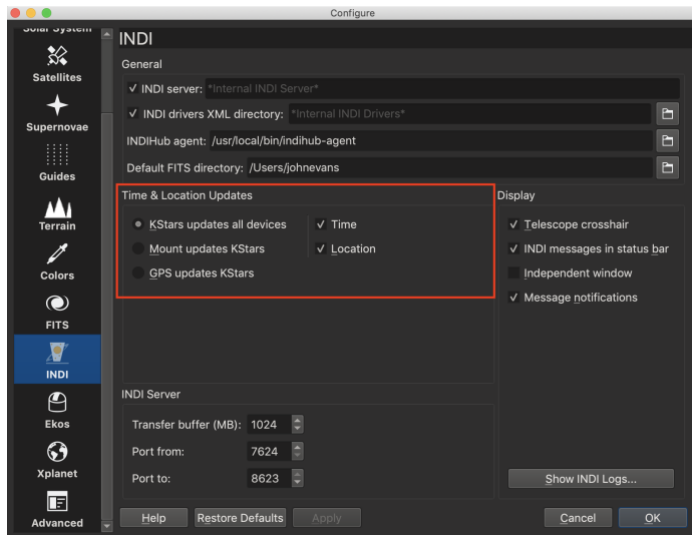 Configure
Solar System
Satellites
Supernovae
Guides
Terrain
Colors
FITS
INDI
Ekos
Xplanet
Advanced
INDI
General
INDI server: *Internal INDI Server*
INDI drivers XML directory: *Internal INDI Drivers*
INDIHub agent: /usr/local/bin/indihub-agent
Default FITS directory: /Users/johnevans
Time & Location Updates
KStars updates all devices
Time
Mount updates KStars
Location
GPS updates KStars
Display
Telescope crosshair
INDI messages in status bar
Independent window
Message notifications
INDI Server
Transfer buffer (MB): 1024
Port from: 7624
Port to: 8623
Show INDI Logs...
Help
Restore Defaults
Apply
Cancel
OK